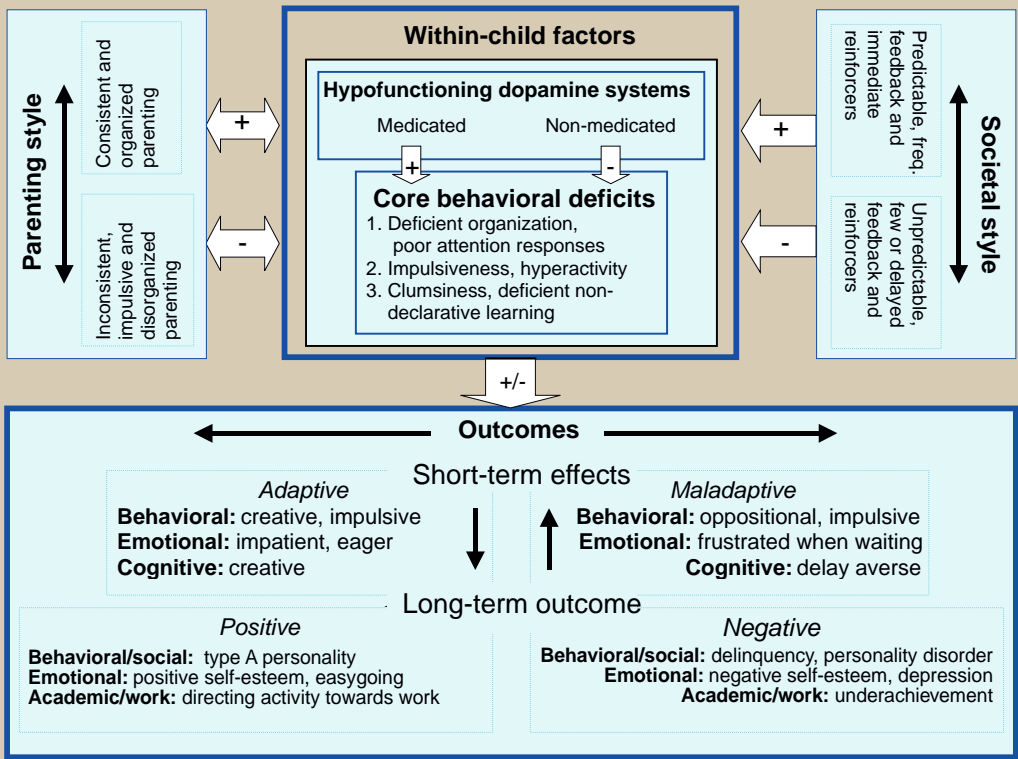 Parenting style
Consistent and
organized
parenting
Inconsistent,
impulsive and
disorganized
parenting
+
-
Within-child factors
Hypofunctioning dopamine systems
Medicated Non-medicated
+ -
Core behavioral deficits
1. Deficient organization,
poor attention responses
2. Impulsiveness, hyperactivity
3. Clumsiness, deficient non-
declarative learning
+
-
Predictable, freq.
feedback and
immediate
reinforcers
Unpredictable,
few or delayed
feedback and
reinforcers
Societal style
+/-
Outcomes
Short-term effects
Adaptive
Behavioral: creative, impulsive
Emotional: impatient, eager
Cognitive: creative
Maladaptive
Behavioral: oppositional, impulsive
Emotional: frustrated when waiting
Cognitive: delay averse
Long-term outcome
Positive
Behavioral/social: type A personality
Emotional: positive self-esteem, easygoing
Academic/work: directing activity towards work
Negative
Behavioral/social: delinquency, personality disorder
Emotional: negative self-esteem, depression
Academic/work: underachievement